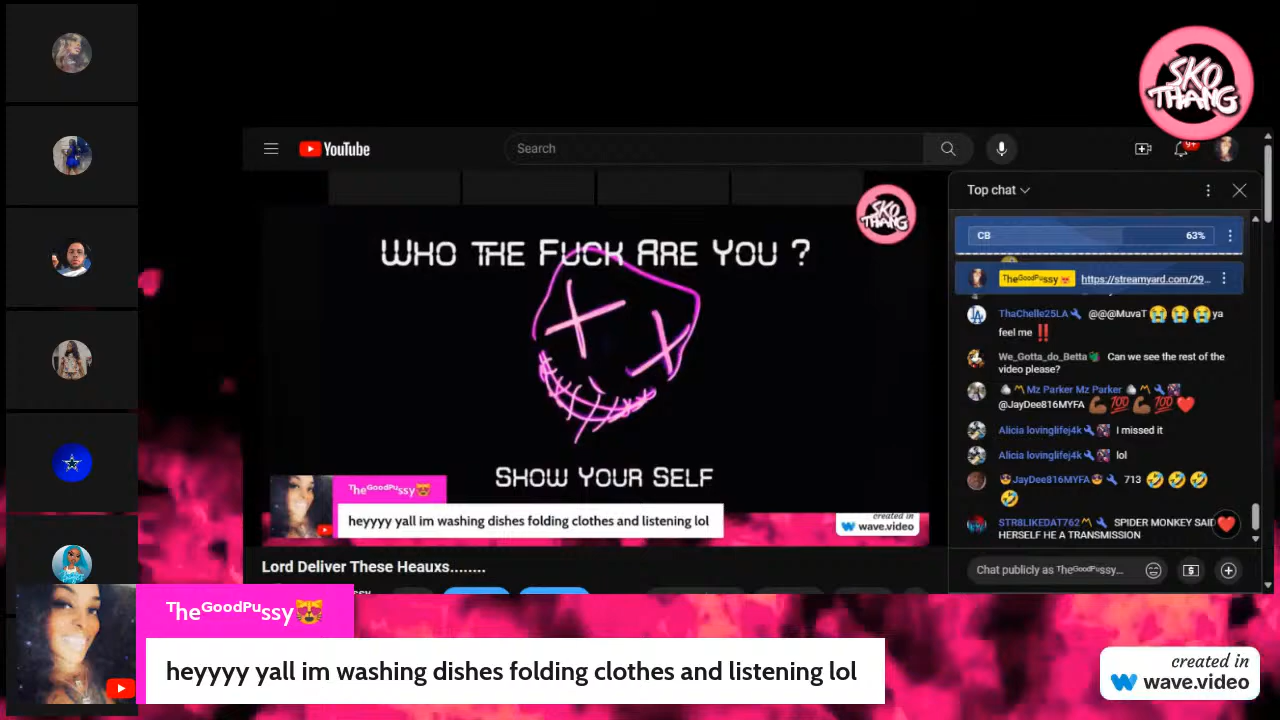 SKO
THANG
YouTube
Search
9+
Top chat
SKO
THANG
WHO THE FUCK ARE YOU ?
SHOW YOUR SELF
CB
63%
ᵀheᴳᵒᵒᵈᴾᵘssy😻 https://streamyard.com/29...
ThaChelle25LA @@@MuvaT 😭 😭 😭 ya
feel me ‼️
We_Gotta_do_Betta Can we see the rest of the
video please?
Mz Parker Mz Parker
@JayDee816MYFA 💪🏾 💯 💪🏾 💯 ❤️
Alicia lovinglifej4k I missed it
Alicia lovinglifej4k lol
JayDee816MYFA 713 🤣 🤣 🤣
🤣
STR8LIKEDAT762 SPIDER MONKEY SAID
HERSELF HE A TRANSMISSION
Chat publicly as ᵀheᴳᵒᵒᵈᴾᵘssy...
ᵀheᴳᵒᵒᵈᴾᵘssy😻
heyyyy yall im washing dishes folding clothes and listening lol
created in
wave.video
Lord Deliver These Heauxs........
ᵀheᴳᵒᵒᵈᴾᵘssy😻
heyyyy yall im washing dishes folding clothes and listening lol
created in
wave.video